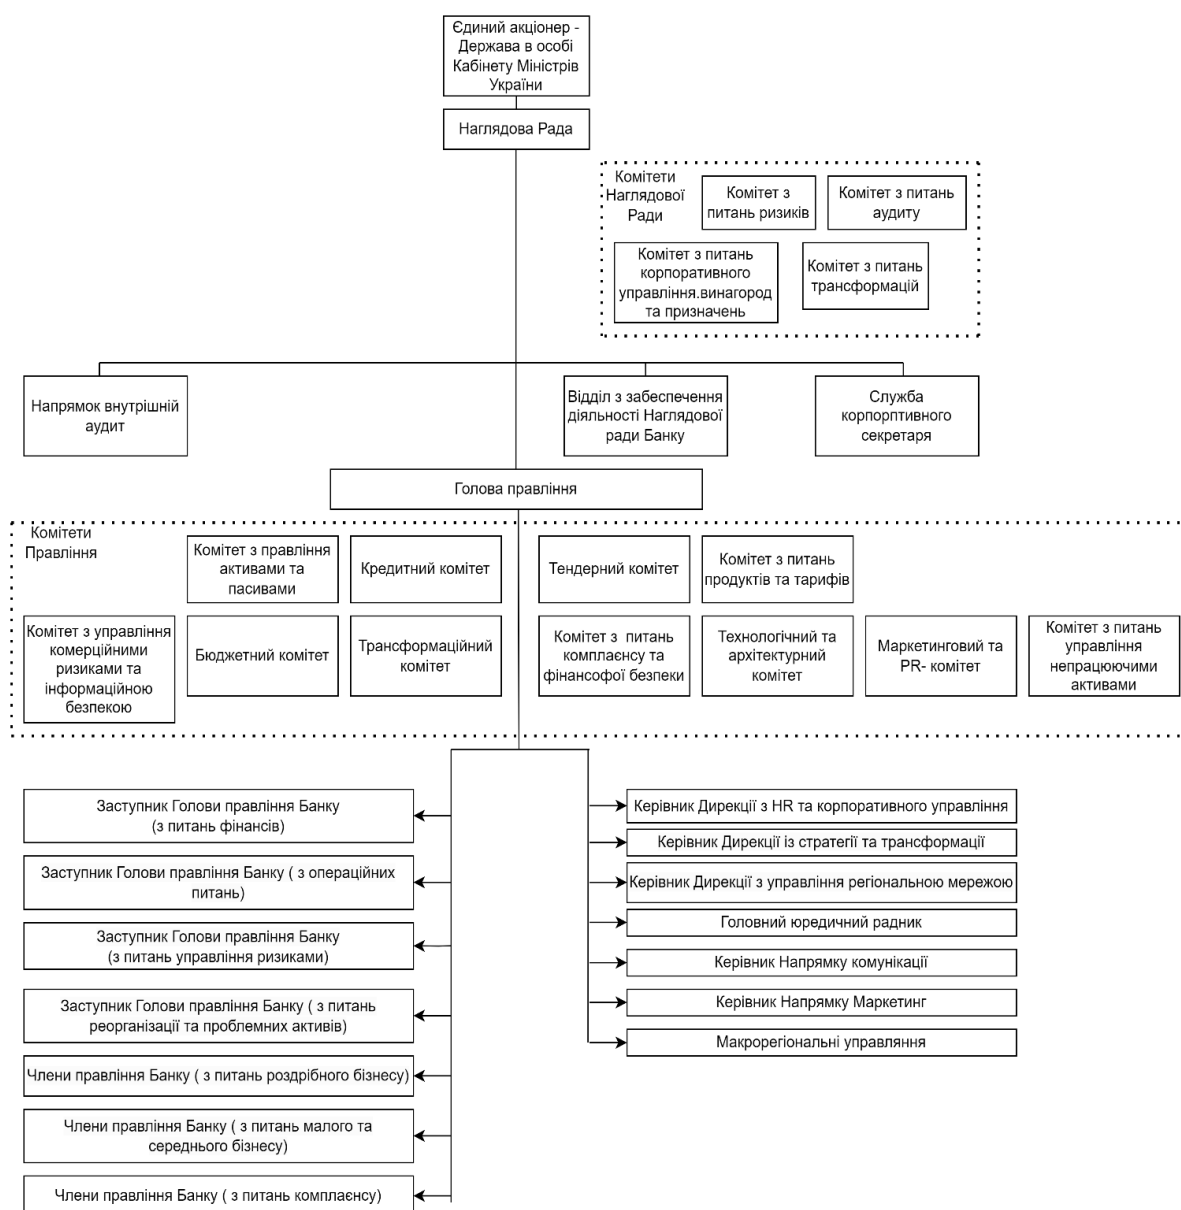 Єдиний акціонер -
Держава в особі
Кабінету Міністрів
України
Наглядова Рада
Комітети
Наглядової
Ради
Комітет з
питань ризиків
Комітет з питань
аудиту
Комітет з питань
корпоративного
управління.винагород
та призначень
Комітет з питань
трансформацій
Напрямок внутрішній
аудит
Відділ з забеспечення
діяльності Наглядової
ради Банку
Служба
корпорптивного
секретаря
Голова правління
Комітети
Правління
Комітет з правління
активами та
пасивами
Кредитний комітет
Тендерний комітет
Комітет з питань
продуктів та тарифів
Комітет з управління
комерційними
ризиками та
інформаційною
безпекою
Бюджетний комітет
Трансформаційний
комітет
Комітет з питань
комплаєнсу та
фінансофої безпеки
Технологічний та
архітектурний
комітет
Маркетинговий та
PR- комітет
Комітет з питань
управління
непрацюючими
активами
Заступник Голови правління Банку
(з питань фінансів)
Заступник Голови правління Банку ( з операційних
питань)
Заступник Голови правління Банку
(з питань управління ризиками)
Заступник Голови правління Банку ( з питань
реорганізації та проблемних активів)
Члени правління Банку ( з питань роздрібного бізнесу)
Члени правління Банку ( з питань малого та
середнього бізнесу)
Члени правління Банку ( з питань комплаєнсу)
Керівник Дирекції з HR та корпоративного управління
Керівник Дирекції із стратегії та трансформації
Керівник Дирекції з управління регіональною мережою
Головний юредичний радник
Керівник Напрямку комунікації
Керівник Напрямку Маркетинг
Макрорегіональні управляння